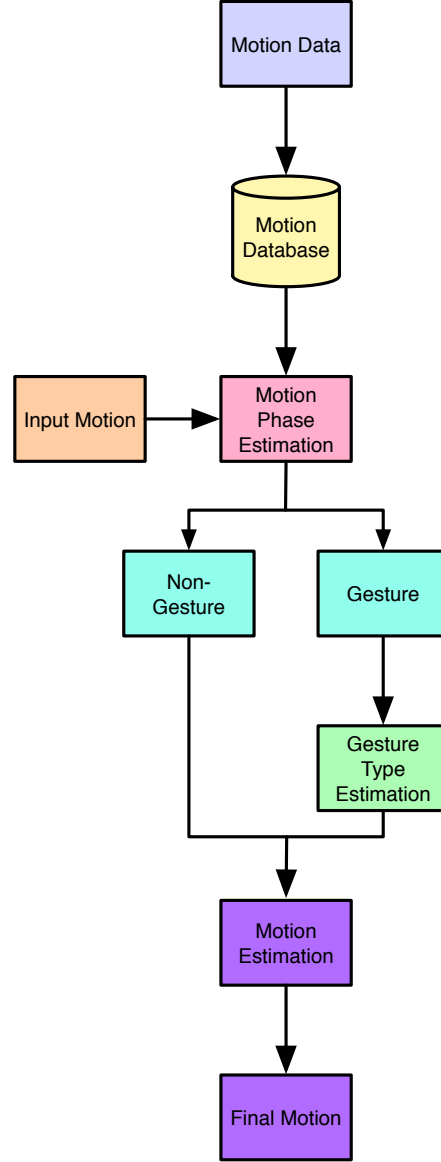 Motion Data
Motion
Database
Input Motion
Motion
Phase
Estimation
Non-
Gesture
Gesture
Gesture
Type
Estimation
Motion
Estimation
Final Motion